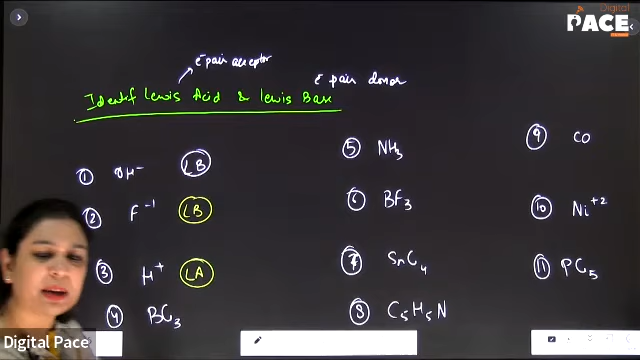 Digital
PACE
e⁻ pair acceptor
e⁻ pair donor
Identif Lewis Acid & Lewis Base
① OH⁻ LB
② F⁻¹ LB
③ H⁺ LA
④ BCl₃
⑤ NH₃
⑥ BF₃
⑦ SnCl₄
⑧ C₅H₅N
⑨ CO
⑩ Ni⁺²
⑪ PCl₅
Digital Pace